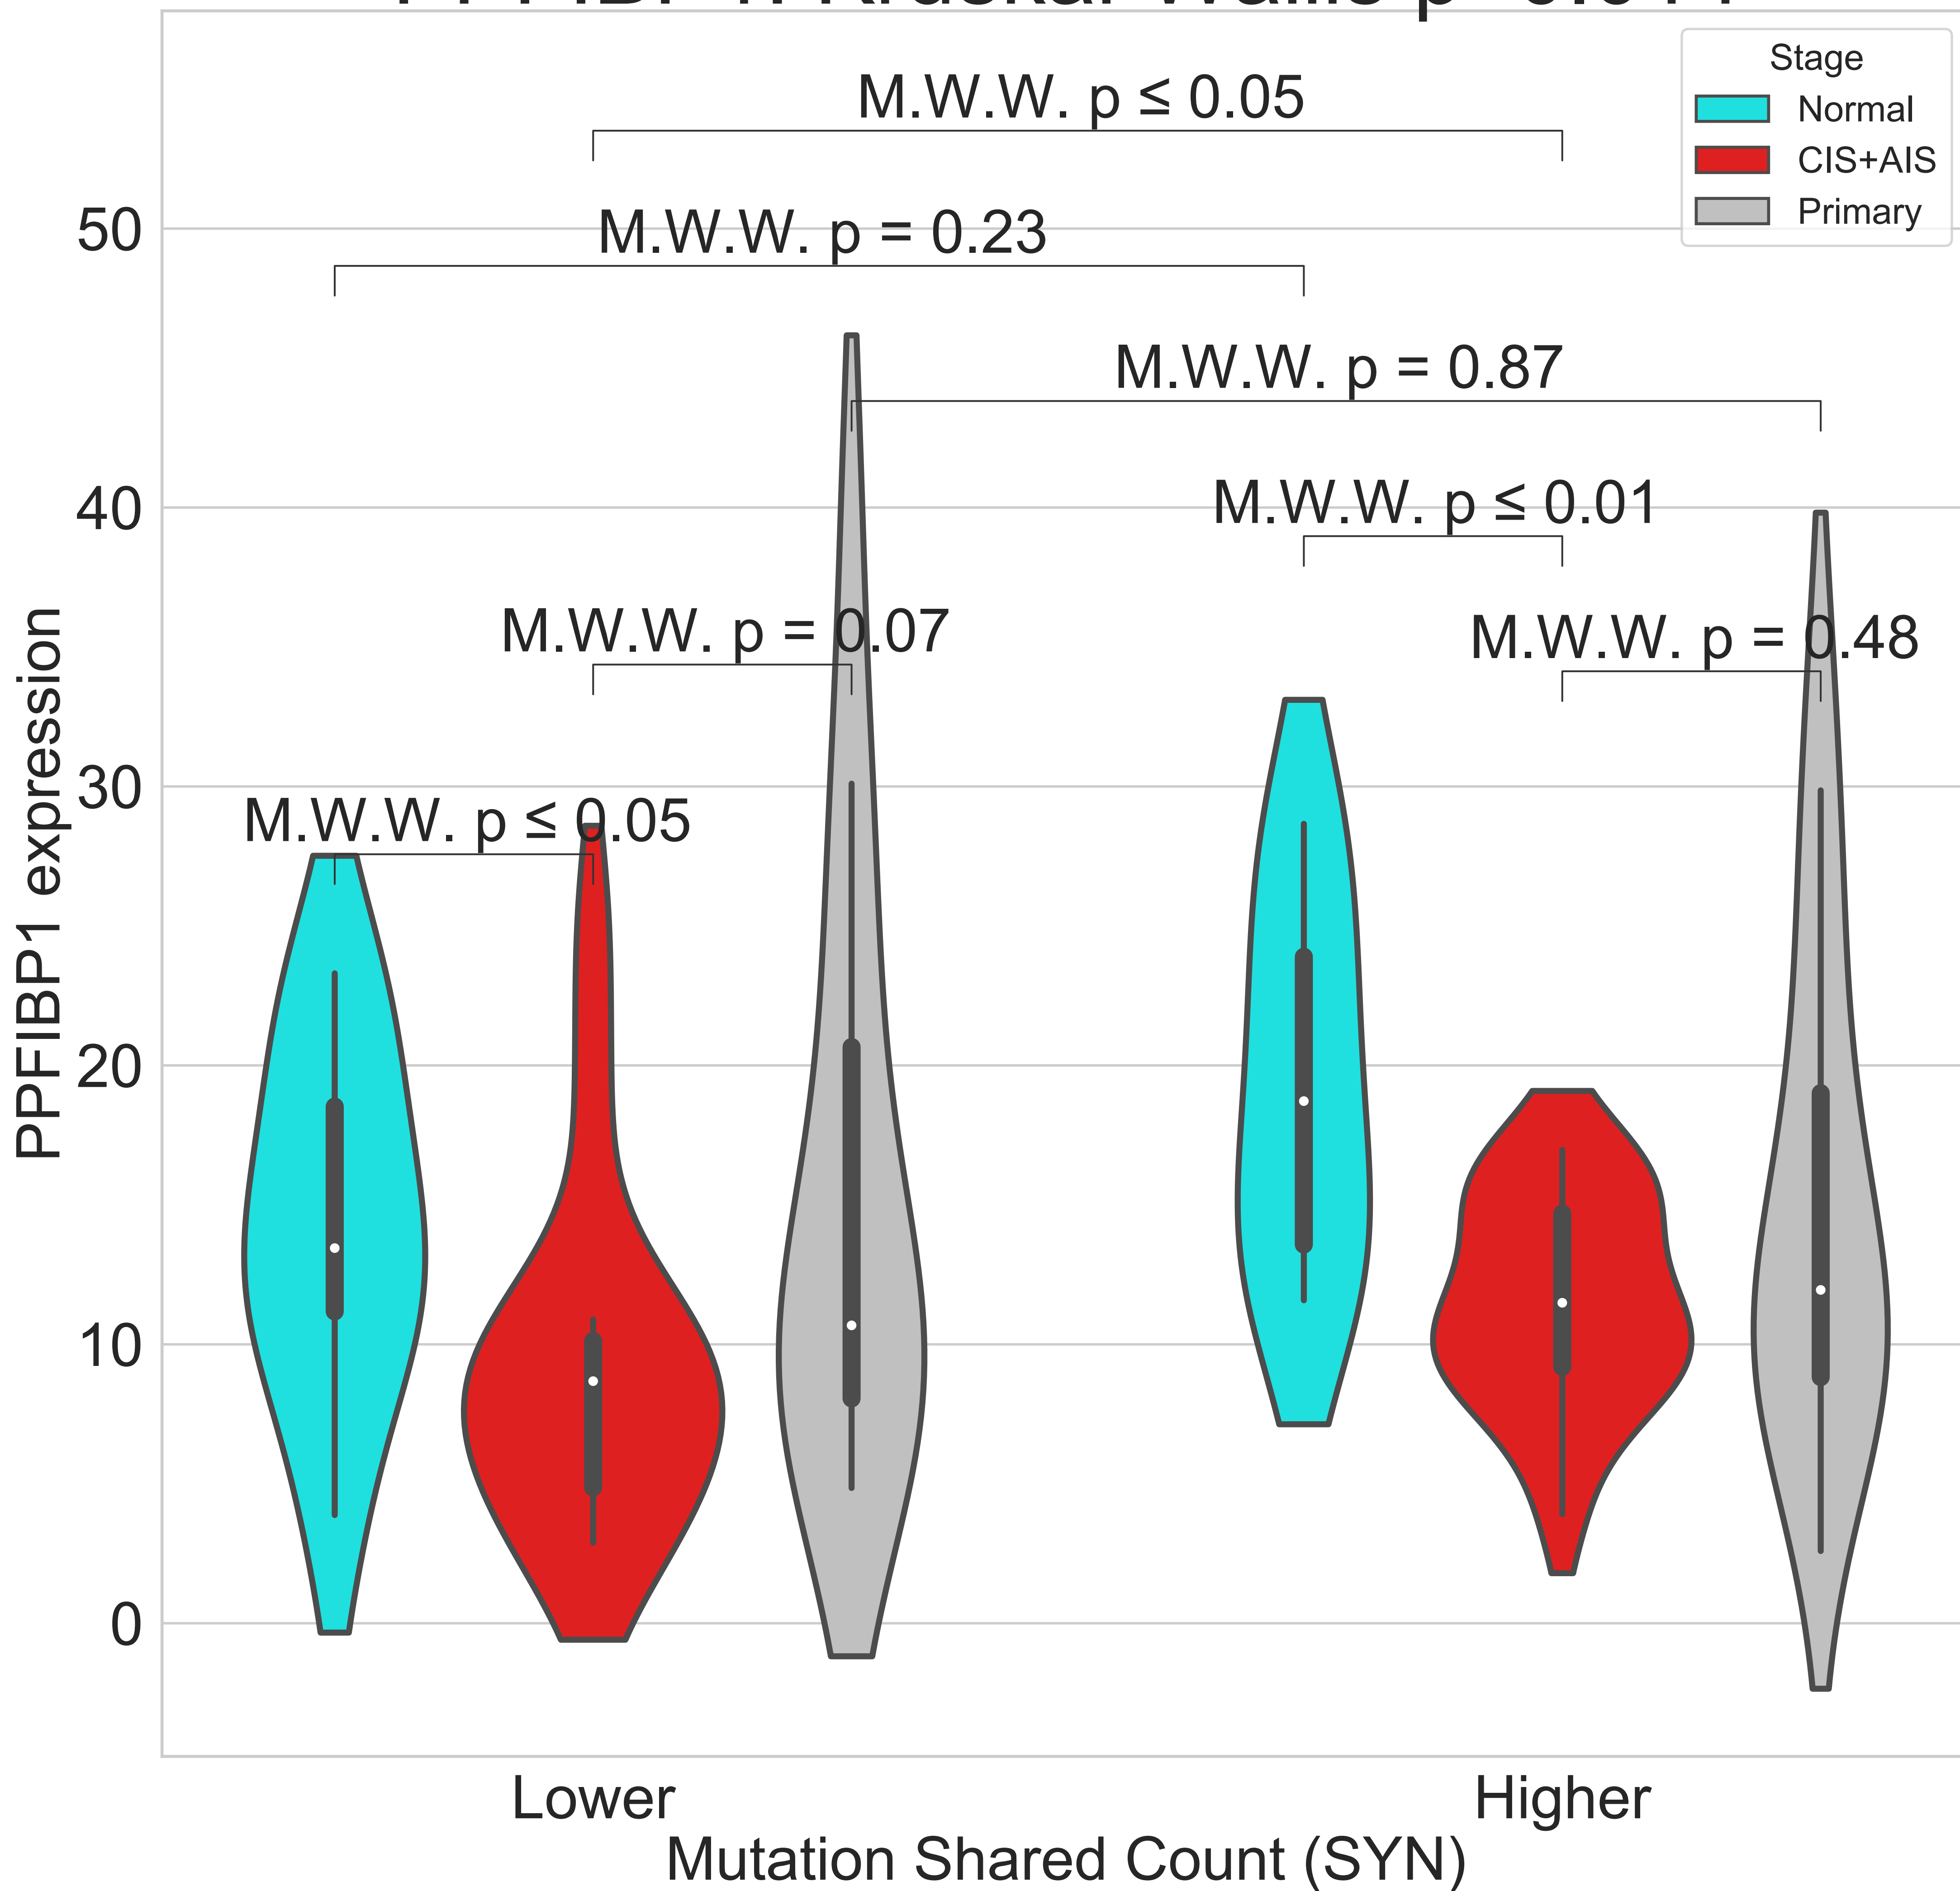 Stage
Normal
CIS+AIS
Primary
M.W.W. p ≤ 0.05
M.W.W. p = 0.23
M.W.W. p = 0.87
M.W.W. p ≤ 0.01
M.W.W. p = 0.07
M.W.W. p = 0.48
M.W.W. p ≤ 0.05
50
40
30
20
10
0
PPFIBP1 expression
Lower
Higher
Mutation Shared Count (SYN)